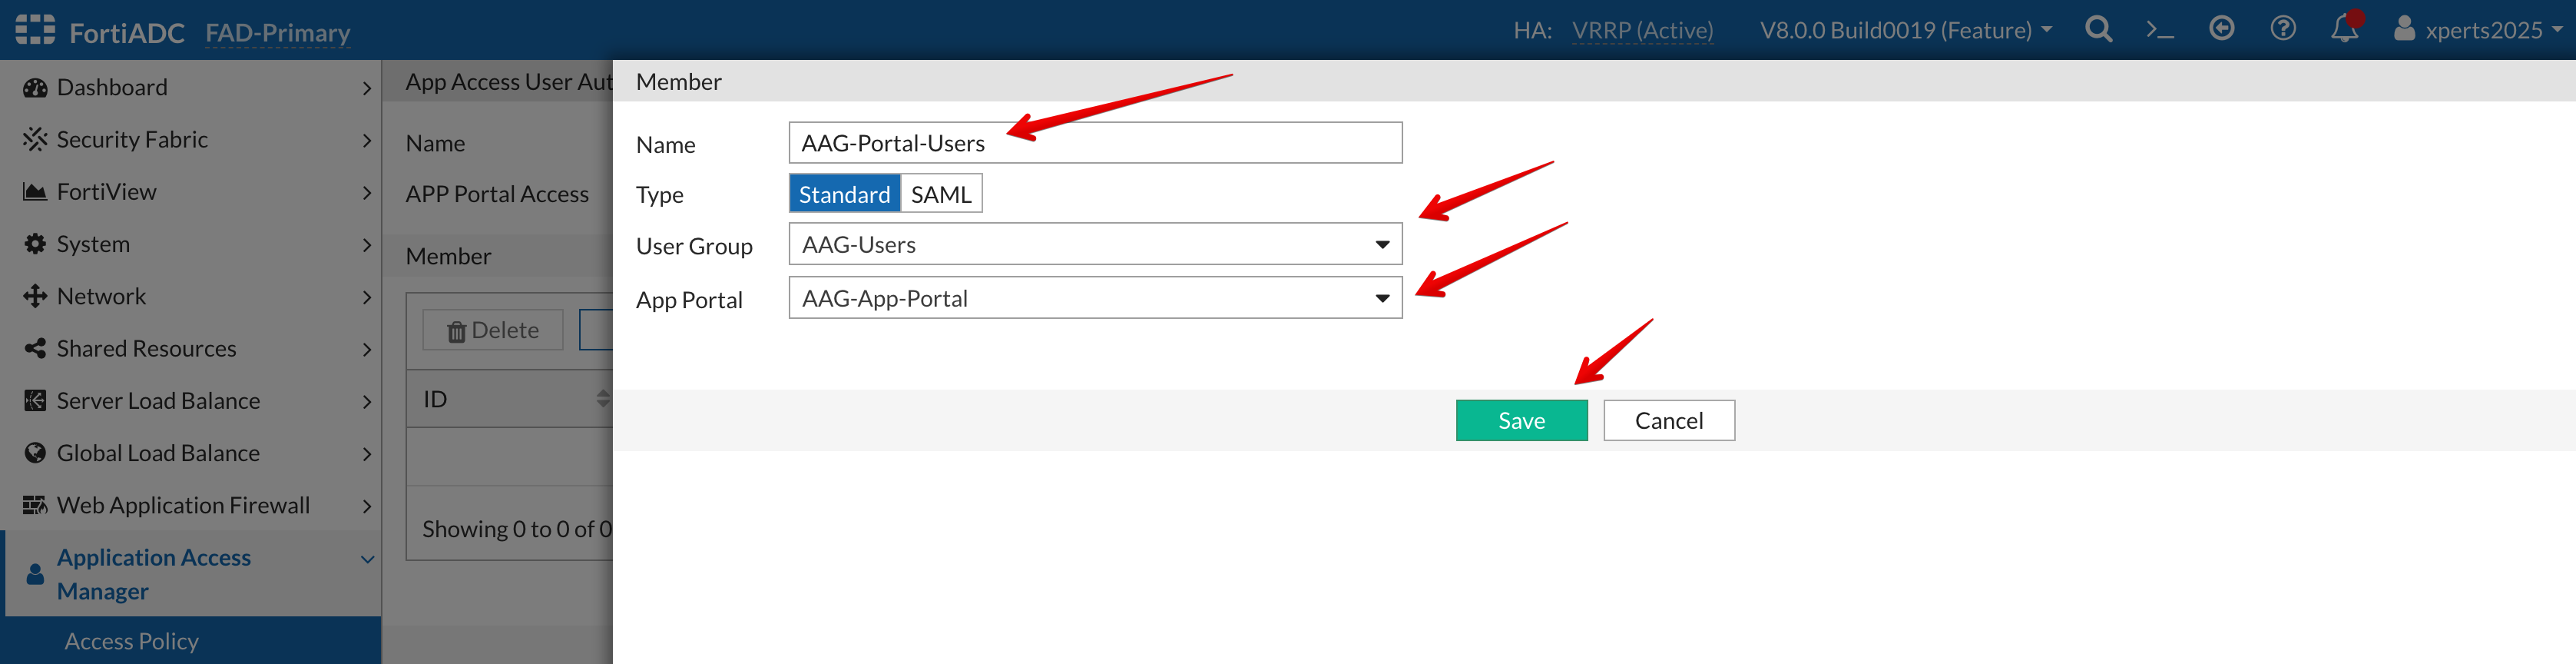 FortiADC FAD-Primary HA: VRRP (Active) V8.0.0 Build0019 (Feature) xperts2025
Dashboard
Security Fabric
FortiView
System
Network
Shared Resources
Server Load Balance
Global Load Balance
Web Application Firewall
Application Access
Manager
Access Policy
App Access User Aut
Name
APP Portal Access
Member
Delete
ID
Showing 0 to 0 of 0
Member
Name AAG-Portal-Users
Type Standard SAML
User Group AAG-Users
App Portal AAG-App-Portal
Save Cancel